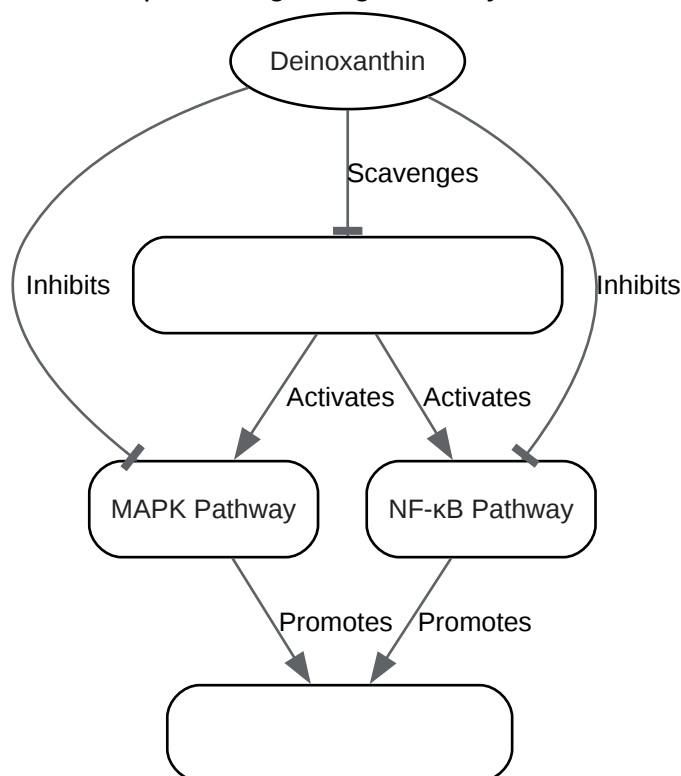 Deinoxanthin
Scavenges
Inhibits
Inhibits
Activates
Activates
MAPK Pathway
NF-κB Pathway
Promotes
Promotes